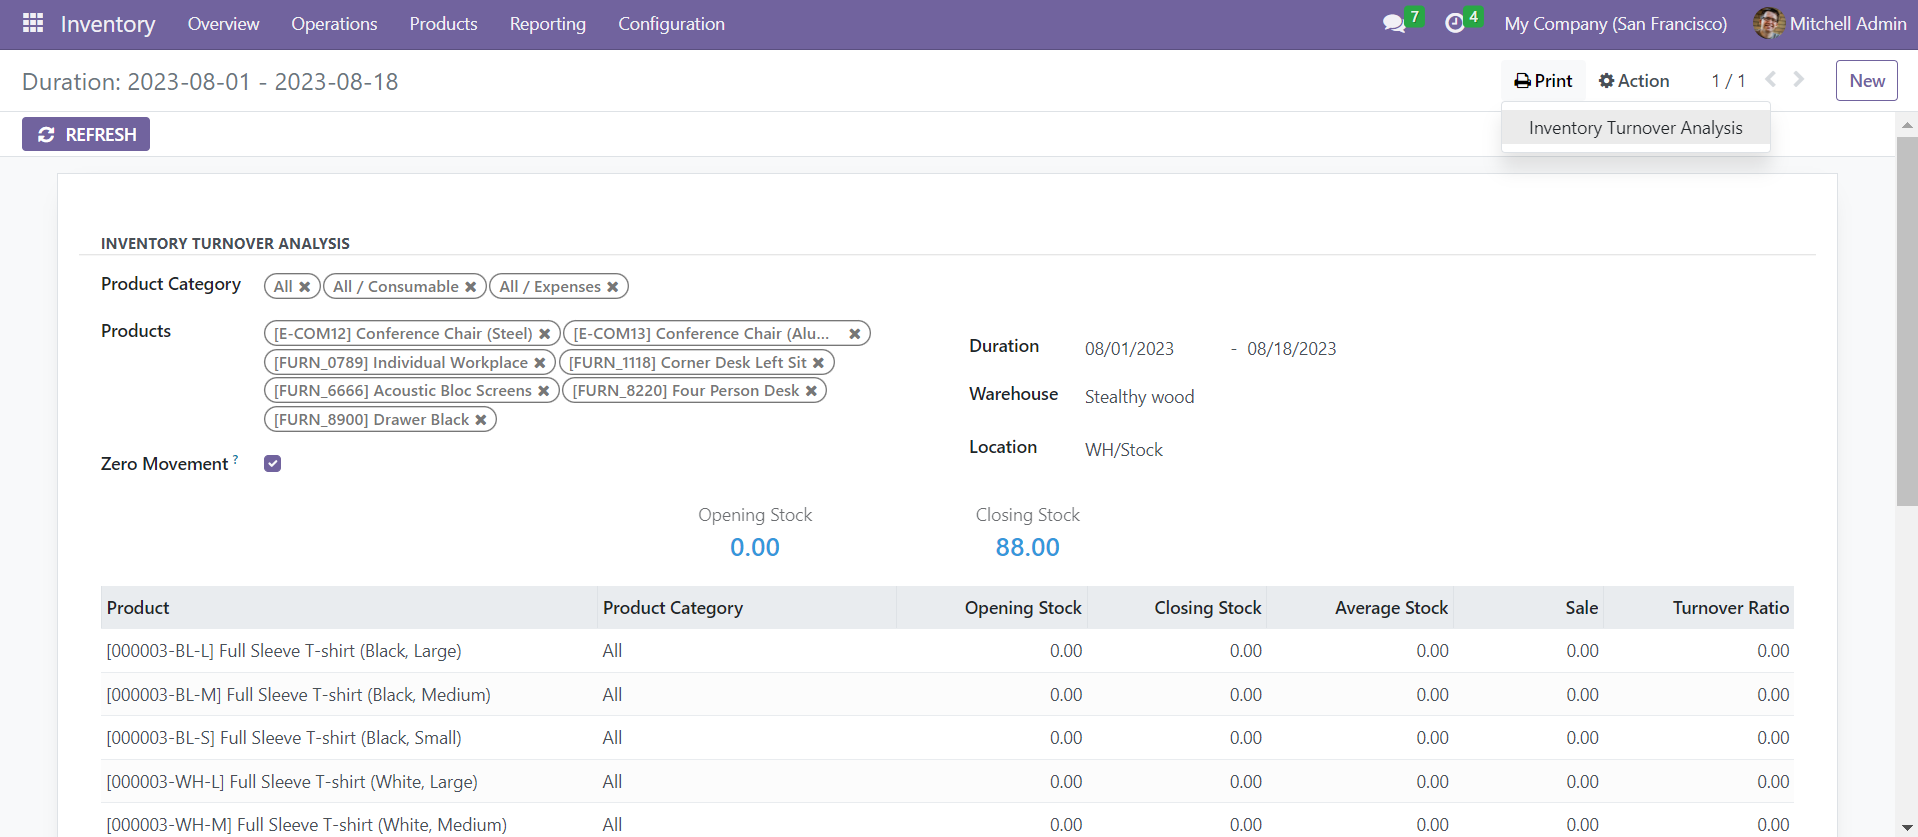 Inventory Overview Operations Products Reporting Configuration 7 4 My Company (San Francisco) Mitchell Admin
Duration: 2023-08-01 - 2023-08-18 Print Action 1 / 1 New
Inventory Turnover Analysis
REFRESH
INVENTORY TURNOVER ANALYSIS
Product Category All All / Consumable All / Expenses
Products [E-COM12] Conference Chair (Steel) [E-COM13] Conference Chair (Alu...
[FURN_0789] Individual Workplace [FURN_1118] Corner Desk Left Sit
[FURN_6666] Acoustic Bloc Screens [FURN_8220] Four Person Desk
[FURN_8900] Drawer Black
Zero Movement ?
Duration 08/01/2023 - 08/18/2023
Warehouse Stealthy wood
Location WH/Stock
Opening Stock Closing Stock
0.00 88.00
Product Product Category Opening Stock Closing Stock Average Stock Sale Turnover Ratio
[000003-BL-L] Full Sleeve T-shirt (Black, Large) All 0.00 0.00 0.00 0.00 0.00
[000003-BL-M] Full Sleeve T-shirt (Black, Medium) All 0.00 0.00 0.00 0.00 0.00
[000003-BL-S] Full Sleeve T-shirt (Black, Small) All 0.00 0.00 0.00 0.00 0.00
[000003-WH-L] Full Sleeve T-shirt (White, Large) All 0.00 0.00 0.00 0.00 0.00
[000003-WH-M] Full Sleeve T-shirt (White, Medium) All 0.00 0.00 0.00 0.00 0.00